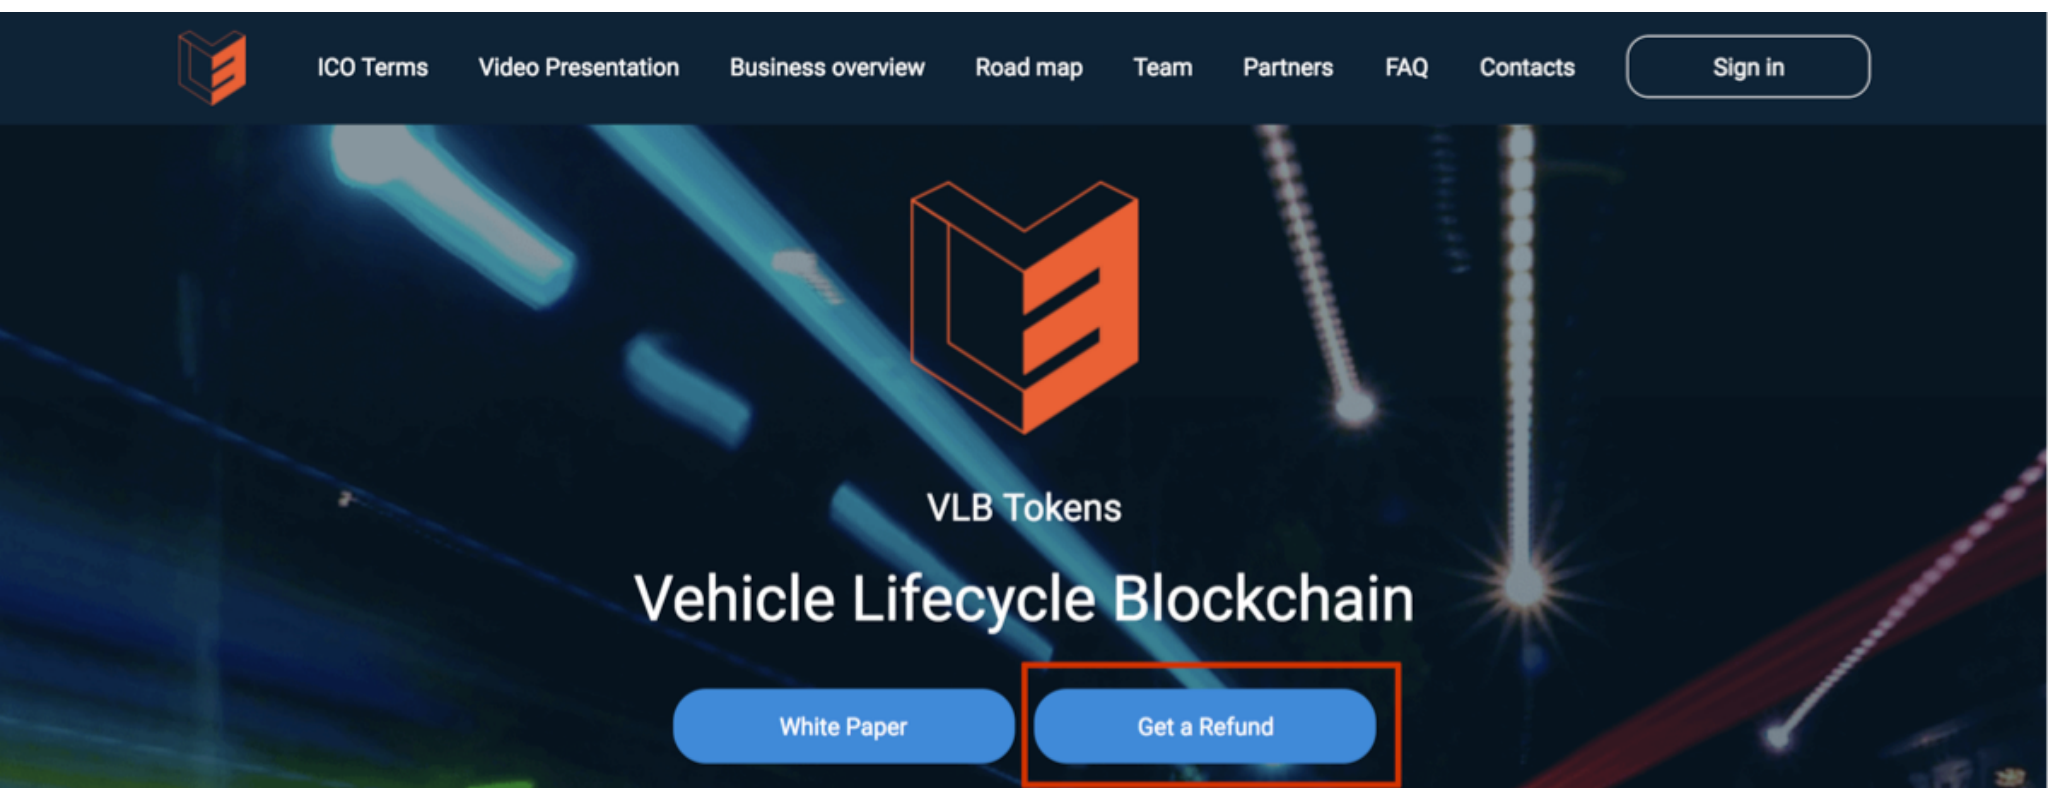 ICO Terms Video Presentation Business overview Road map Team Partners FAQ Contacts Sign in
VLB Tokens
Vehicle Lifecycle Blockchain
White Paper Get a Refund